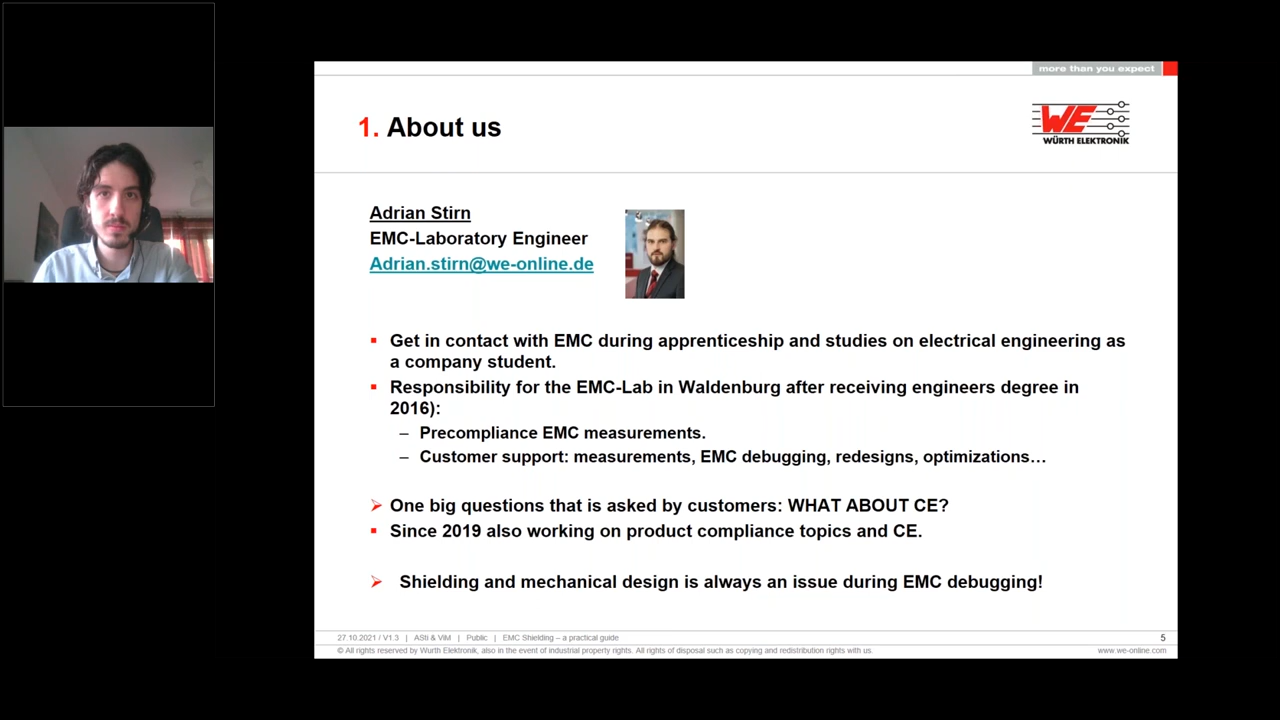 more than you expect
1. About us
WE
WÜRTH ELEKTRONIK
Adrian Stirn
EMC-Laboratory Engineer
Adrian.stirn@we-online.de
▪ Get in contact with EMC during apprenticeship and studies on electrical engineering as
a company student.
▪ Responsibility for the EMC-Lab in Waldenburg after receiving engineers degree in
2016):
– Precompliance EMC measurements.
– Customer support: measurements, EMC debugging, redesigns, optimizations…
➢ One big questions that is asked by customers: WHAT ABOUT CE?
▪ Since 2019 also working on product compliance topics and CE.
➢ Shielding and mechanical design is always an issue during EMC debugging!
27.10.2021 / V1.3 | ASti & ViM | Public | EMC Shielding – a practical guide
5
© All rights reserved by Wurth Elektronik, also in the event of industrial property rights. All rights of disposal such as copying and redistribution rights with us.
www.we-online.com